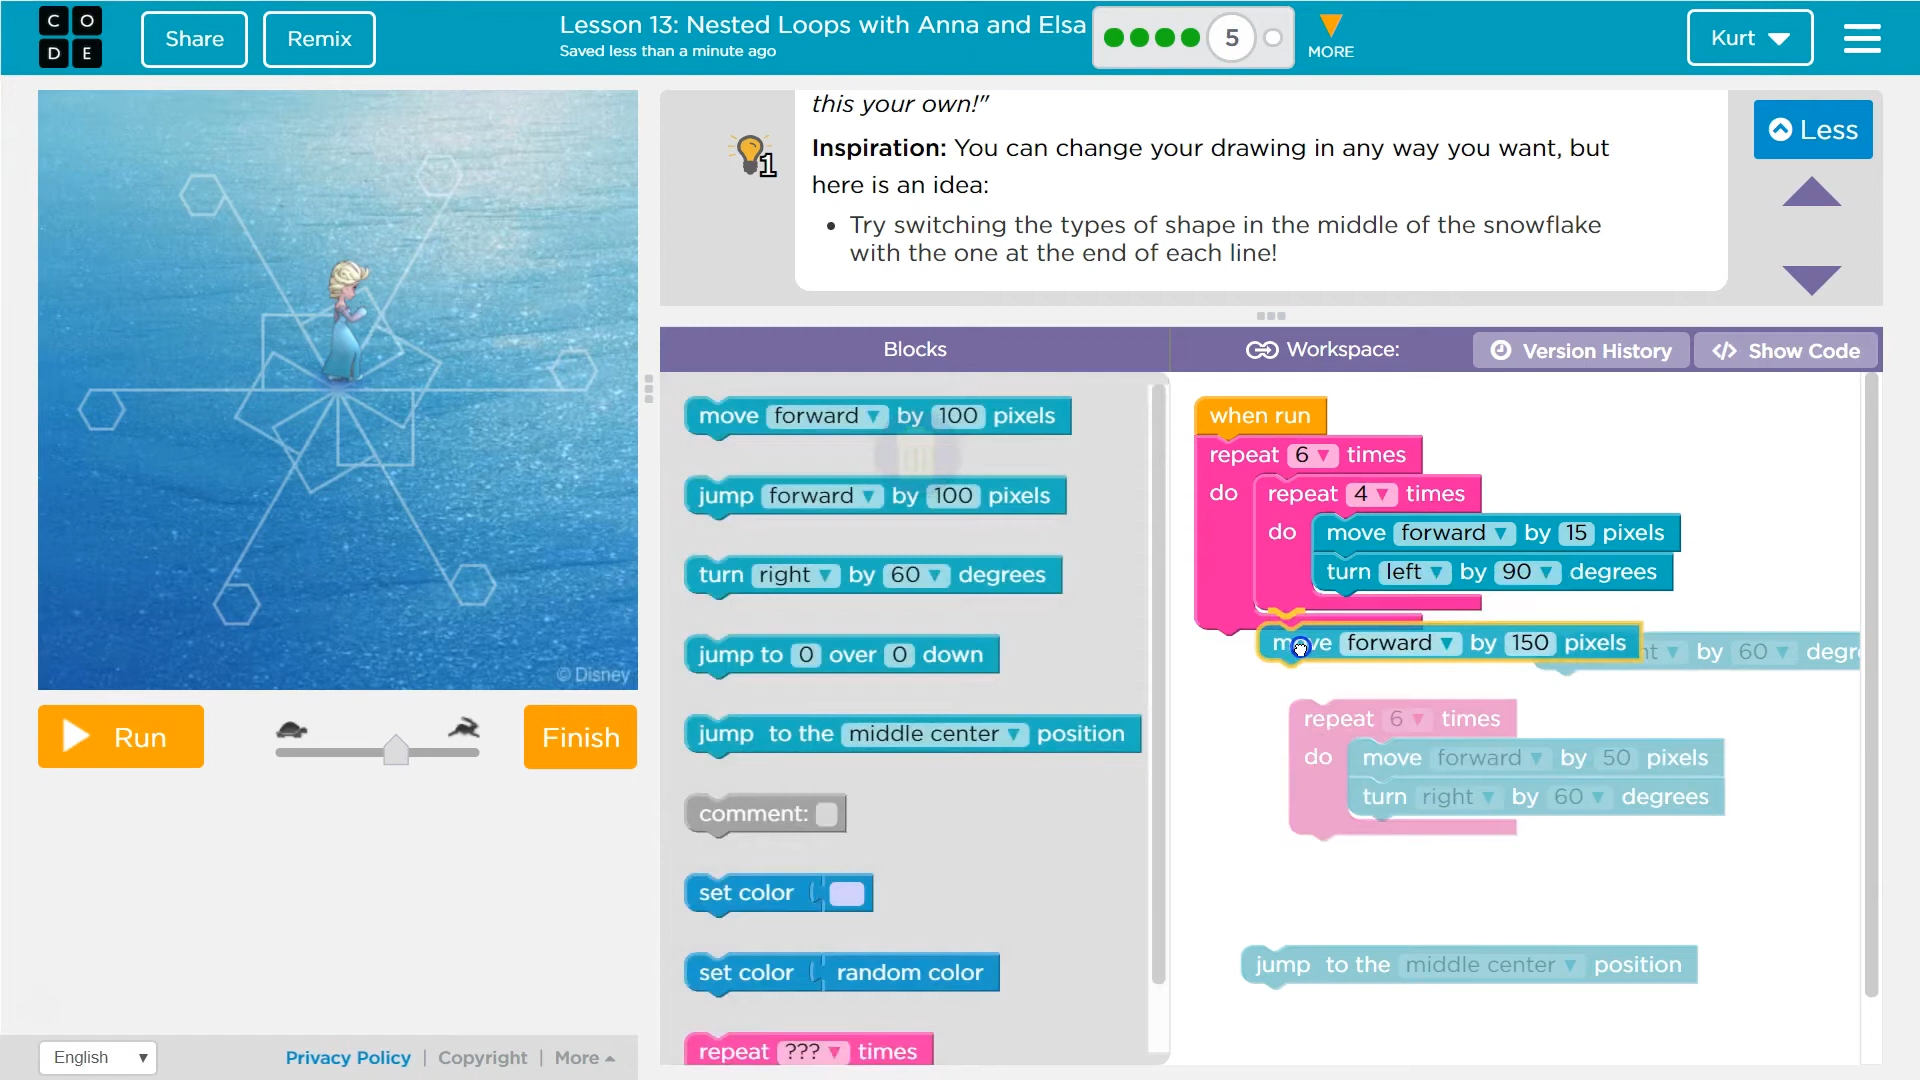 CODE
Share
Remix
Lesson 13: Nested Loops with Anna and Elsa
Saved less than a minute ago
5
MORE
Kurt
this your own!"
1
Inspiration: You can change your drawing in any way you want, but
here is an idea:
Try switching the types of shape in the middle of the snowflake
with the one at the end of each line!
Less
Blocks
Workspace:
Version History
Show Code
© Disney
Run
Finish
move forward by 100 pixels
jump forward by 100 pixels
turn right by 60 degrees
jump to 0 over 0 down
jump to the middle center position
comment:
set color
set color random color
repeat ??? times
when run
repeat 6 times
do repeat 4 times
do move forward by 15 pixels
turn left by 90 degrees
move forward by 150 pixels
by 60
repeat 6 times
do move forward by 50 pixels
turn right by 60 degrees
jump to the middle center position
English
Privacy Policy | Copyright | More